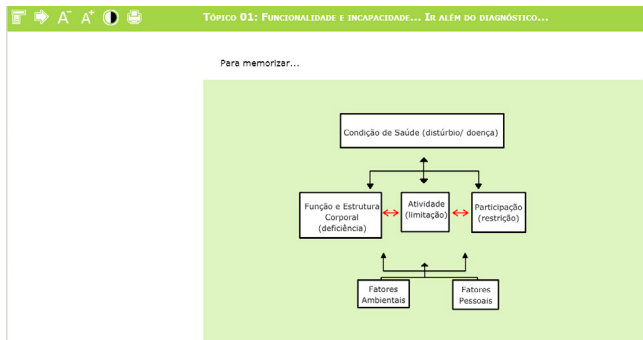 A- A+
TÓPICO 01: FUNCIONALIDADE E INCAPACIDADE... IR ALÉM DO DIAGNÓSTICO...
Para memorizar...
Condição de Saúde (distúrbio/ doença)
Função e Estrutura
Corporal
(deficiência)
Atividade
(limitação)
Participação
(restrição)
Fatores
Ambientais
Fatores
Pessoais